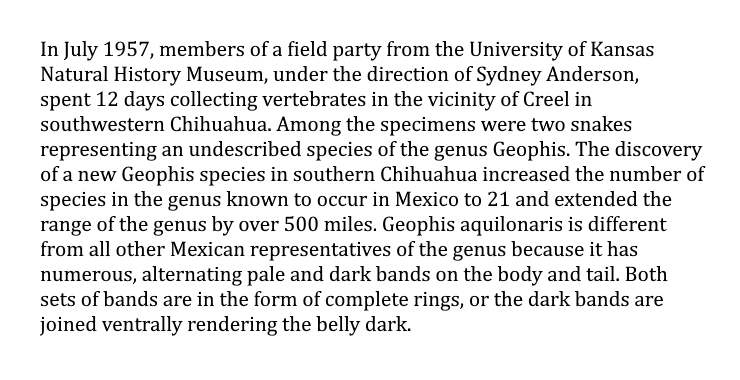 In July 1957, members of a field party from the University of Kansas
Natural History Museum, under the direction of Sydney Anderson,
spent 12 days collecting vertebrates in the vicinity of Creel in
southwestern Chihuahua. Among the specimens were two snakes
representing an undescribed species of the genus Geophis. The discovery
of a new Geophis species in southern Chihuahua increased the number of
species in the genus known to occur in Mexico to 21 and extended the
range of the genus by over 500 miles. Geophis aquilonaris is different
from all other Mexican representatives of the genus because it has
numerous, alternating pale and dark bands on the body and tail. Both
sets of bands are in the form of complete rings, or the dark bands are
joined ventrally rendering the belly dark.